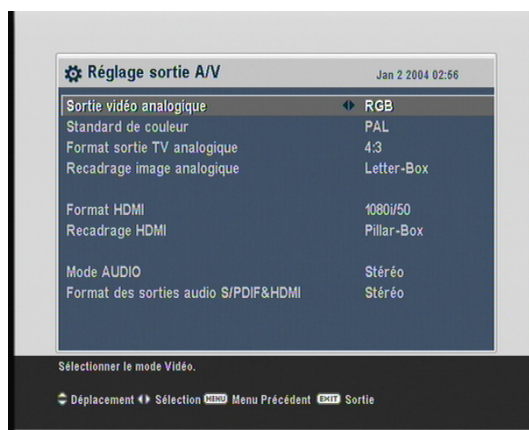 Réglage sortie A/V Jan 2 2004 02:56
Sortie vidéo analogique RGB
Standard de couleur PAL
Format sortie TV analogique 4:3
Recadrage image analogique Letter-Box
Format HDMI 1080i/50
Recadrage HDMI Pillar-Box
Mode AUDIO Stéréo
Format des sorties audio S/PDIF&HDMI Stéréo
Sélectionner le mode Vidéo.
Déplacement Sélection MENU Menu Précédent EXIT Sortie